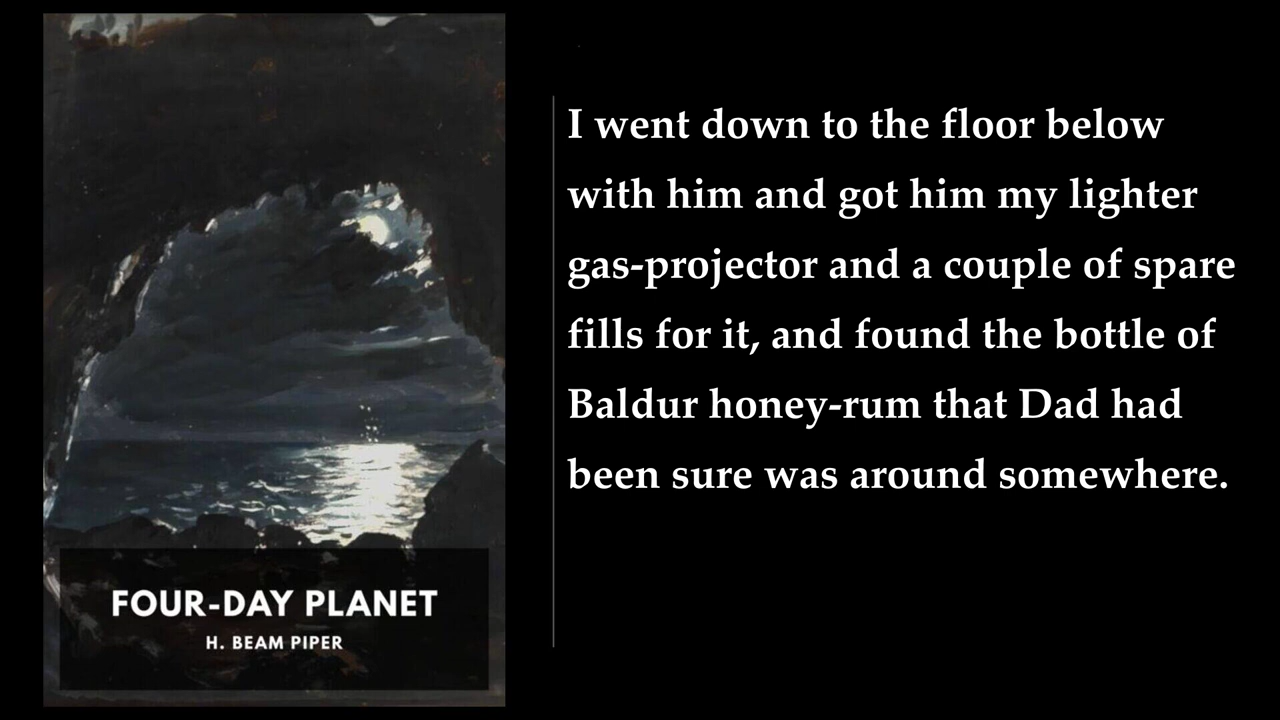 I went down to the floor below
with him and got him my lighter
gas-projector and a couple of spare
fills for it, and found the bottle of
Baldur honey-rum that Dad had
been sure was around somewhere.
FOUR-DAY PLANET
H. BEAM PIPER